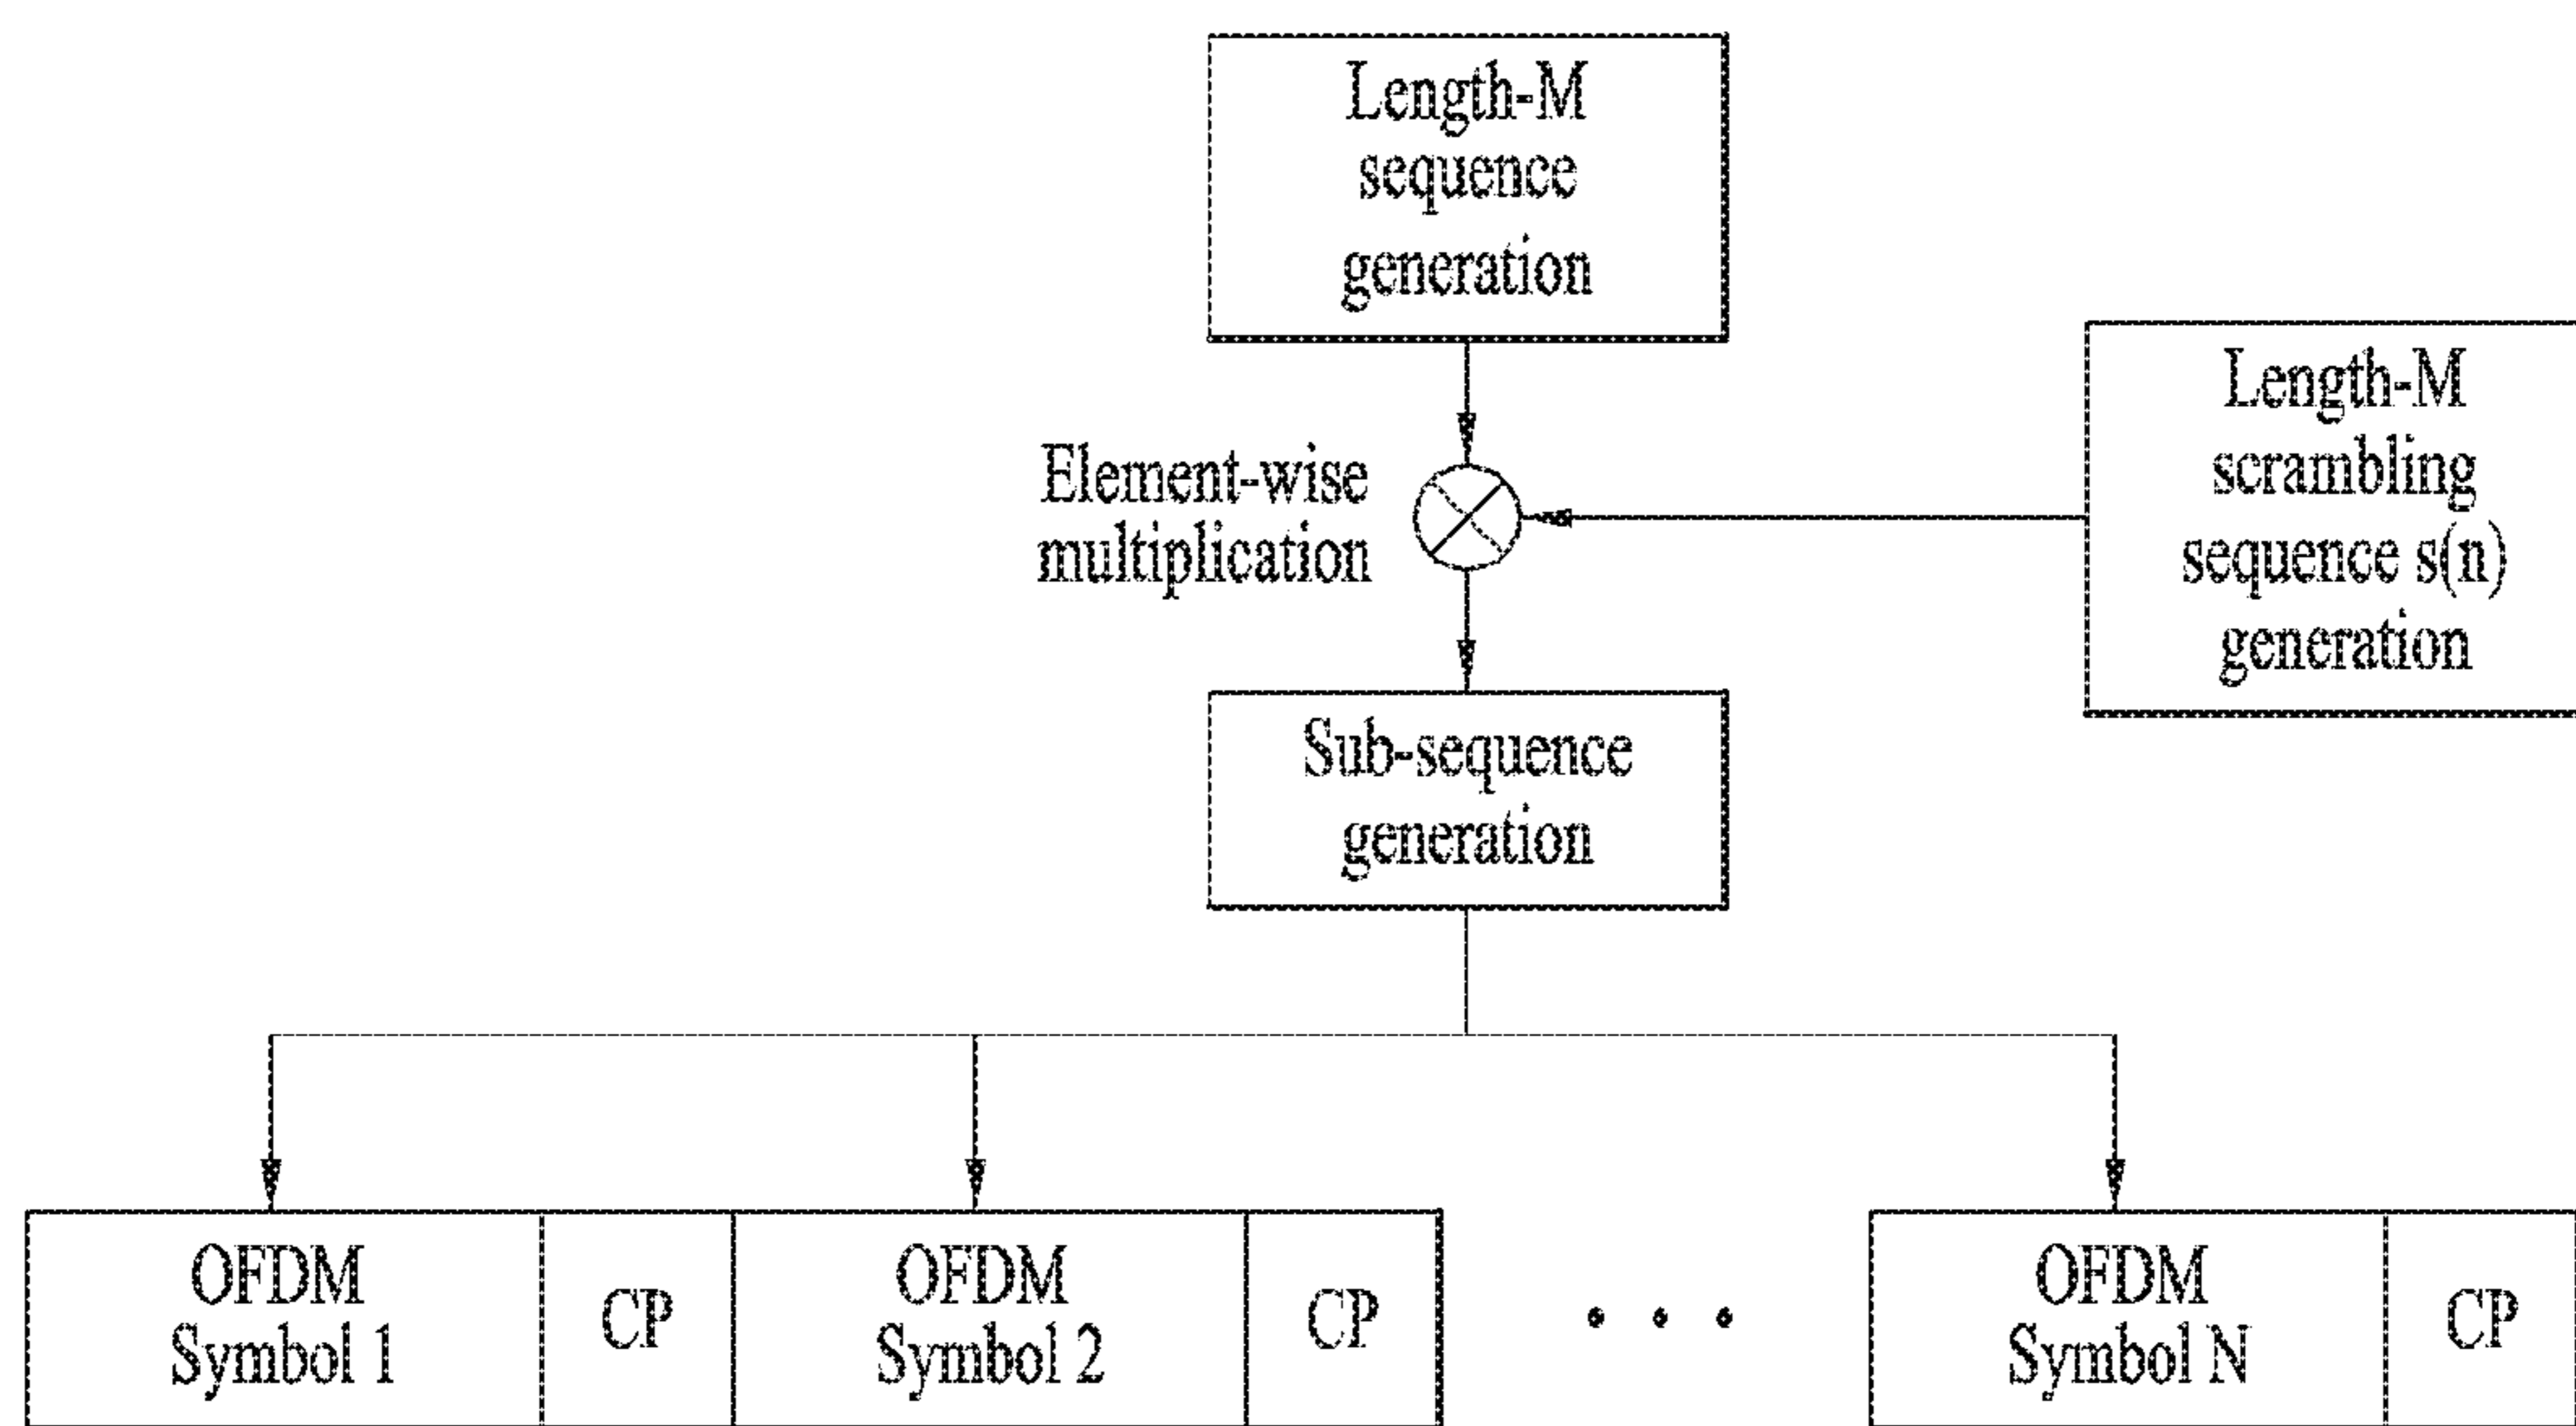 Length-M
sequence
generation
Length-M
scrambling
sequence s(n)
generation
Element-wise
multiplication
Sub-sequence
generation
OFDM
Symbol 1
CP
OFDM
Symbol 2
CP
• • •
OFDM
Symbol N
CP